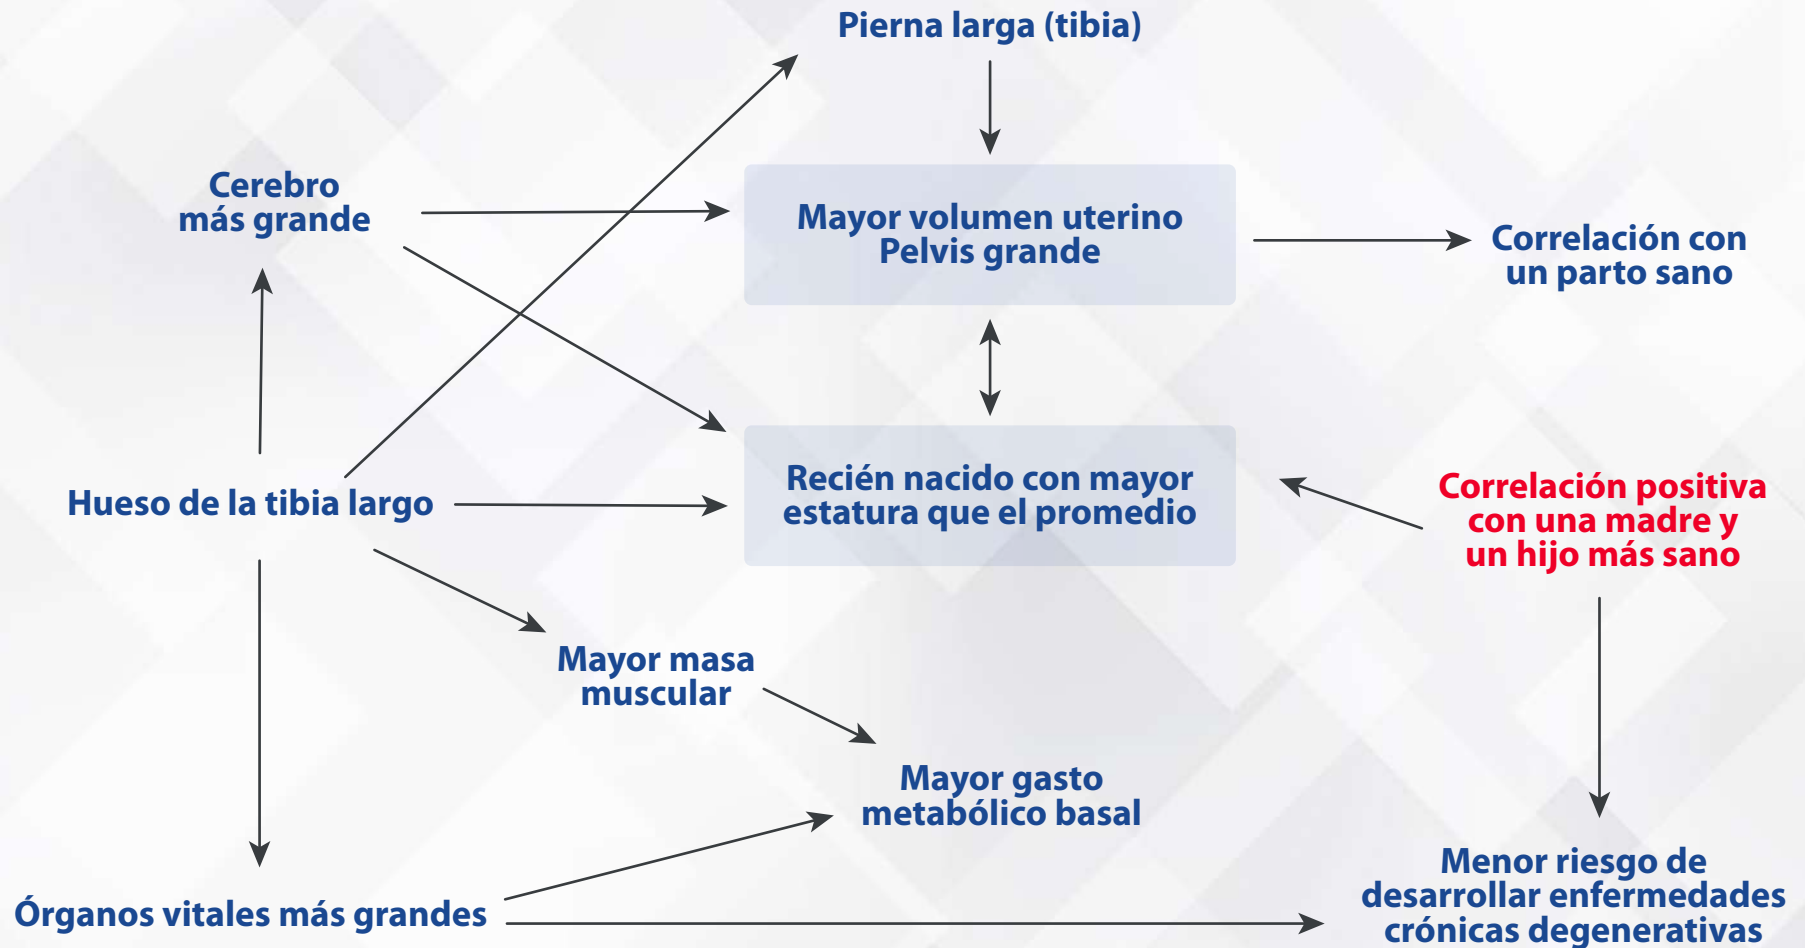 Pierna larga (tibia)
Cerebro
más grande
Mayor volumen uterino
Pelvis grande
Correlación con
un parto sano
Hueso de la tibia largo
Recién nacido con mayor
estatura que el promedio
Correlación positiva
con una madre y
un hijo más sano
Mayor masa
muscular
Mayor gasto
metabólico basal
Órganos vitales más grandes
Menor riesgo de
desarrollar enfermedades
crónicas degenerativas